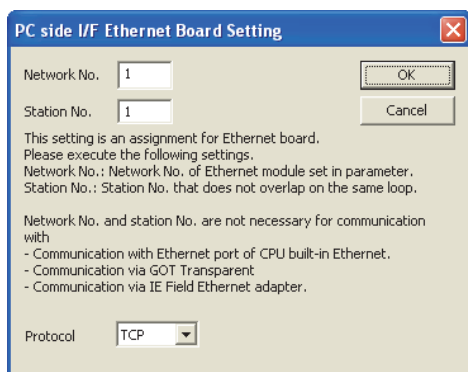 PC side I/F Ethernet Board Setting
Network No. 1
OK
Station No. 1
Cancel
This setting is an assignment for Ethernet board.
Please execute the following settings.
Network No.: Network No. of Ethernet module set in parameter.
Station No.: Station No. that does not overlap on the same loop.
Network No. and station No. are not necessary for communication
with
- Communication with Ethernet port of CPU built-in Ethernet.
- Communication via GOT Transparent
- Communication via IE Field Ethernet adapter.
Protocol TCP